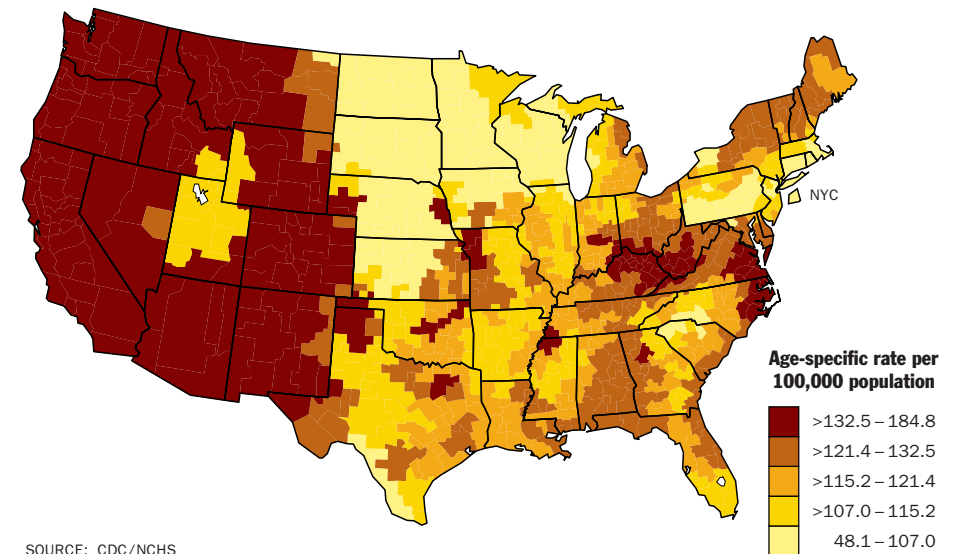 NYC
Age-specific rate per
100,000 population
>132.5–184.8
>121.4–132.5
>115.2–121.4
>107.0–115.2
48.1–107.0
SOURCE: CDC/NCHS